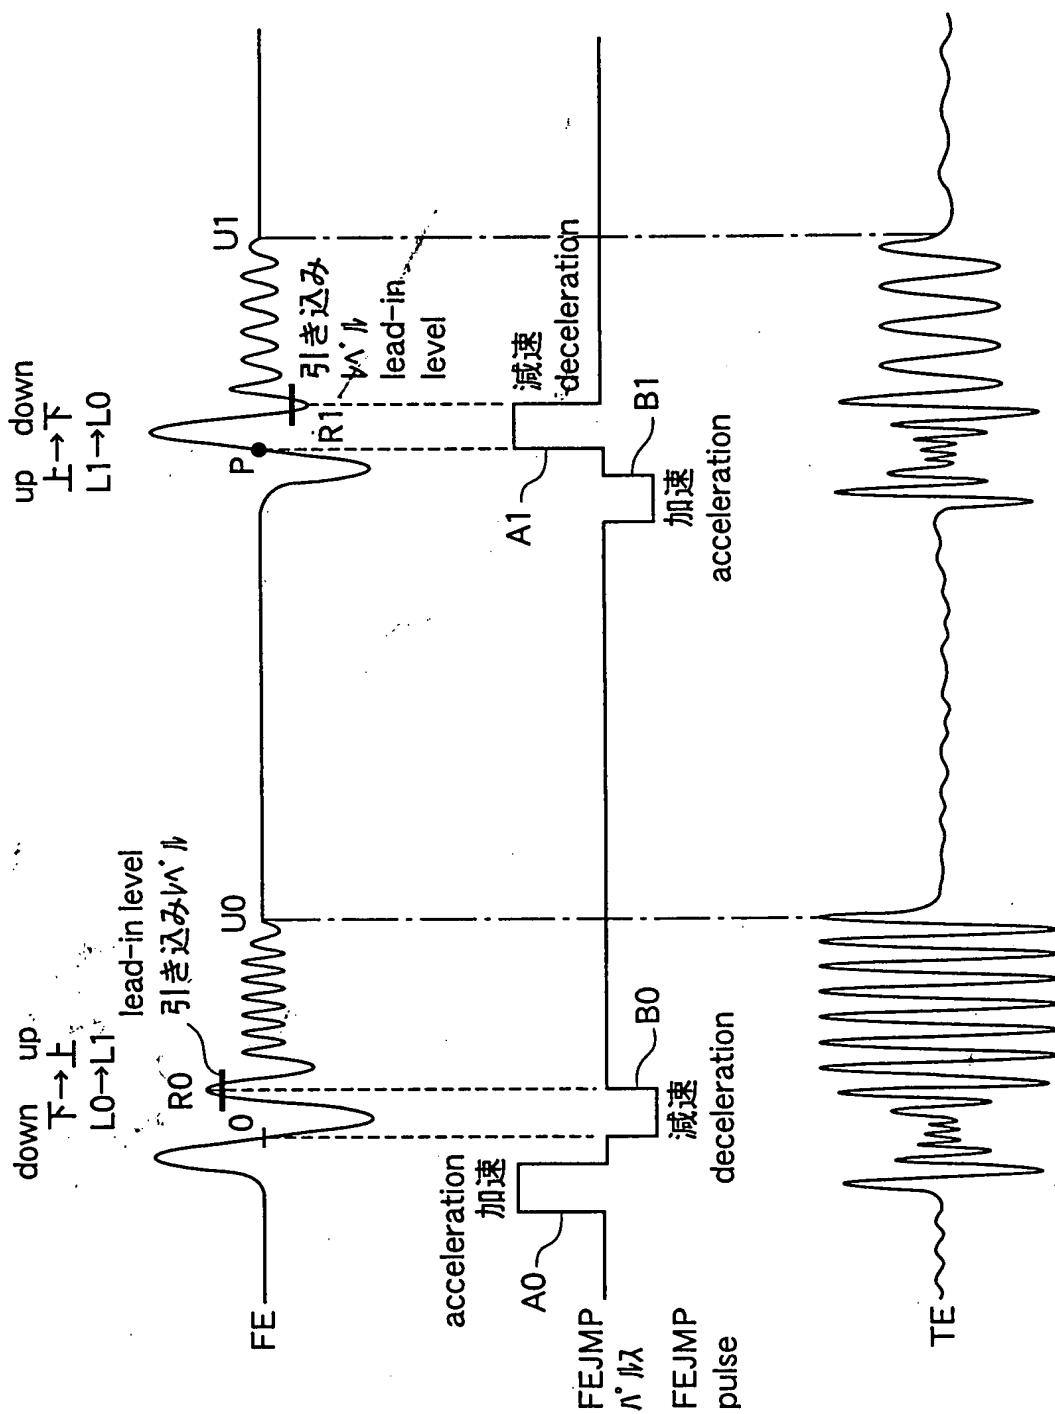 down up
下→上
L0→L1
R0
0
lead-in level
引き込みレベル
U0
up down
上→下
L1→L0
P
R1
引き込み
レベル
lead-in
level
U1
FE
acceleration
加速
A0
B0
減速
deceleration
A1
B1
加速
acceleration
減速
deceleration
FEJMP
パルス
FEJMP
pulse
TE